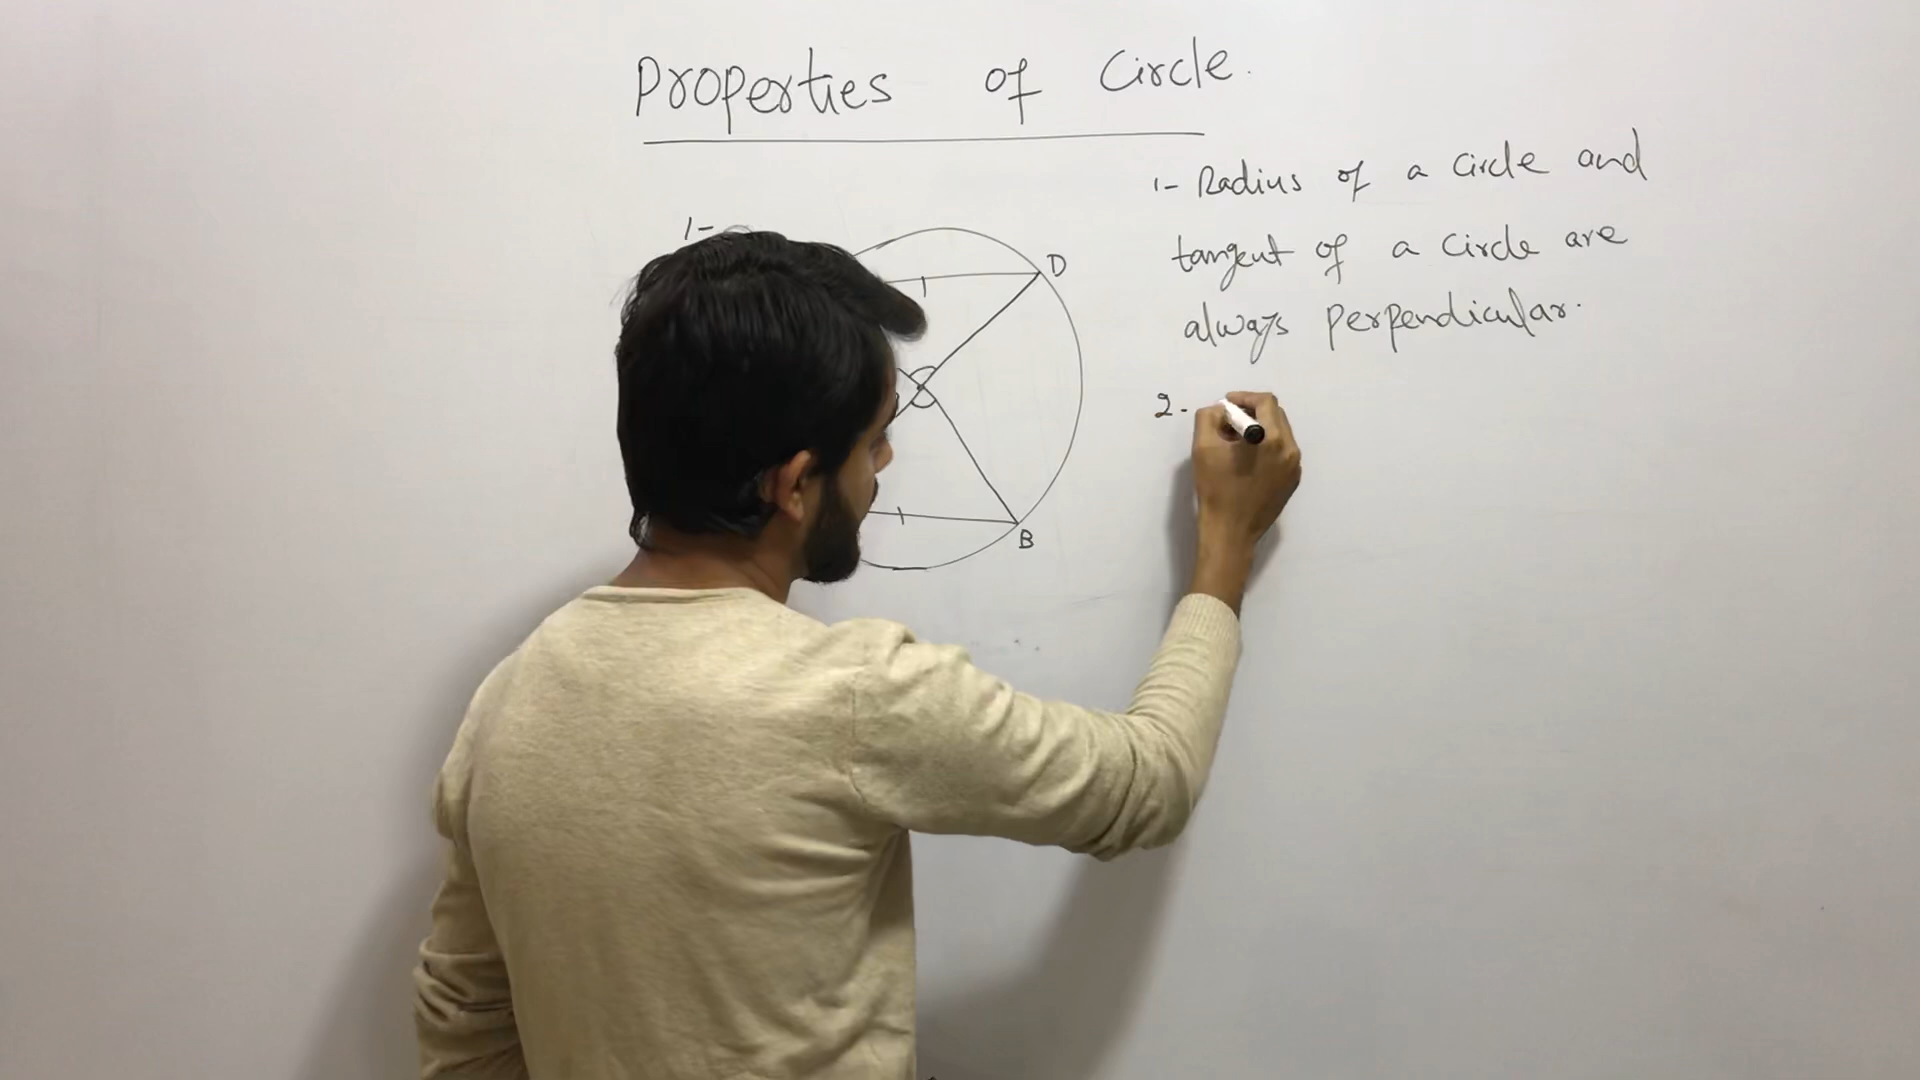 Properties of Circle.
1-
D
B
1- Radius of a Circle and
tangent of a Circle are
always perpendicular.
2.